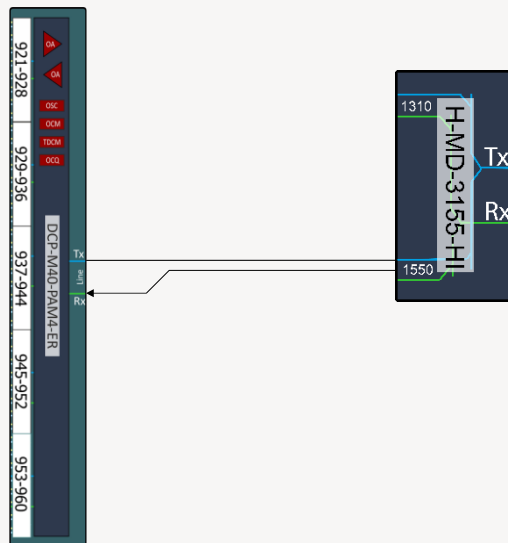 921-928
929-936
937-944
945-952
953-960
OA
OA
OSC
OCM
TDCM
OCQ
DCP-M40-PAM4-ER
Tx
Line
Rx
1310
1550
H-MD-3155-HI
Tx
Rx